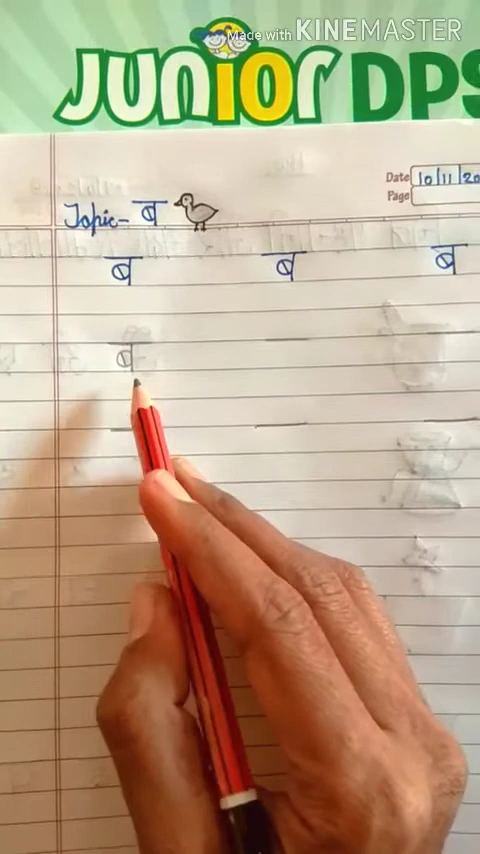 Made with KINEMASTER
JUNIOR DPS
Date 10/11/20
Page
Topic- ब
ब ब ब
ब